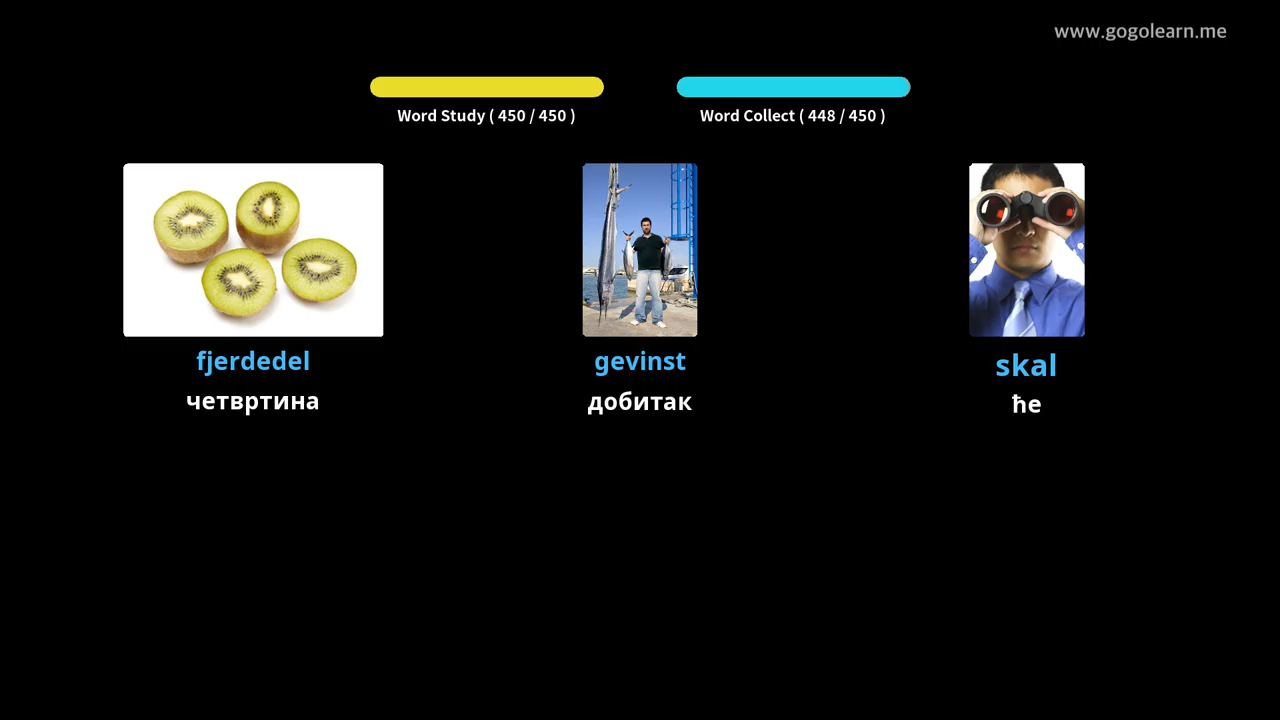 www.gogolearn.me
Word Study ( 450 / 450 )
Word Collect ( 448 / 450 )
fjerdedel
gevinst
skal
четвртина
добитак
ће